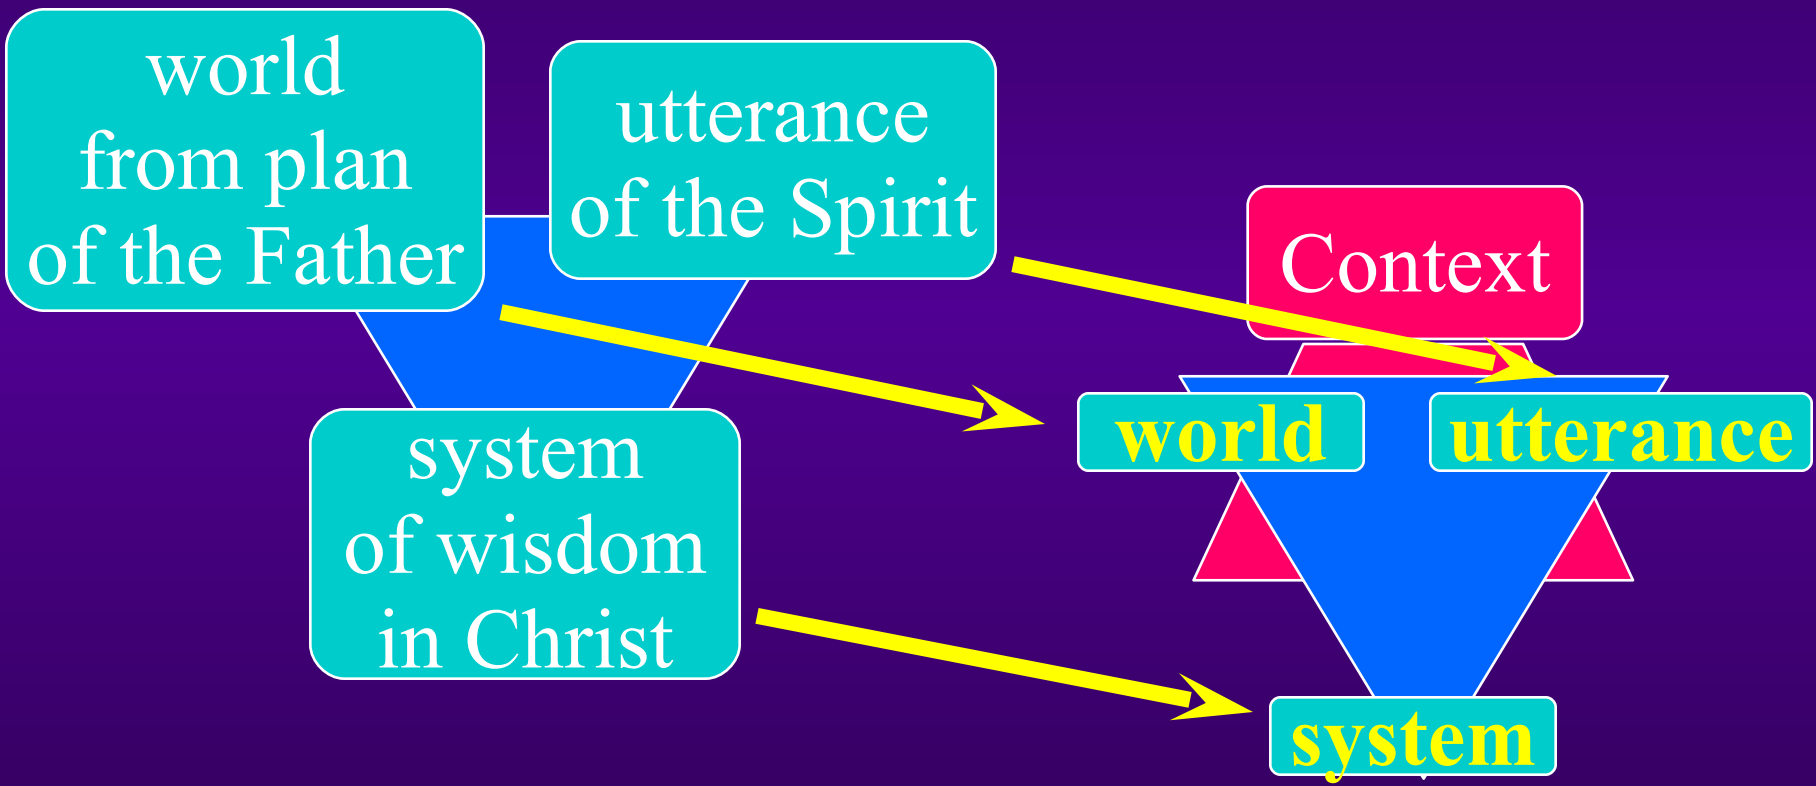 world
from plan
of the Father
utterance
of the Spirit
system
of wisdom
in Christ
Context
world
utterance
system